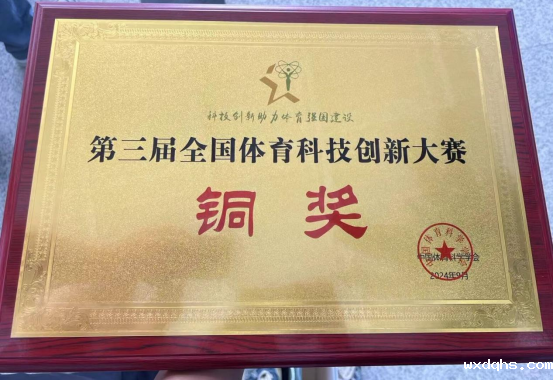 科技创新助力体育强国建设
第三届全国体育科技创新大赛
铜奖
中国体育科学学会
2024年9月
wxdqhs.com